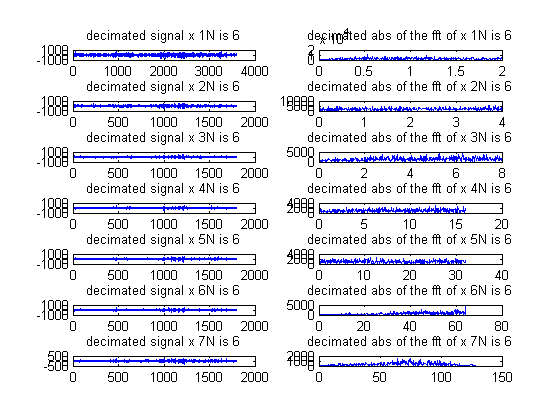 decimated signal x 1N is 6
1000
-1000
0 1000 2000 3000 4000
decimated abs of the fft of x 1N is 6
2
1
0
0 0.5 1 1.5 2
decimated signal x 2N is 6
1000
-1000
0 500 1000 1500 2000
decimated abs of the fft of x 2N is 6
10000
5000
0
0 1 2 3 4
decimated signal x 3N is 6
1000
-1000
0 500 1000 1500 2000
decimated abs of the fft of x 3N is 6
5000
0
0 2 4 6 8
decimated signal x 4N is 6
1000
-1000
0 500 1000 1500 2000
decimated abs of the fft of x 4N is 6
4000
2000
0
0 5 10 15 20
decimated signal x 5N is 6
1000
-1000
0 500 1000 1500 2000
decimated abs of the fft of x 5N is 6
4000
2000
0
0 10 20 30 40
decimated signal x 6N is 6
1000
-1000
0 500 1000 1500 2000
decimated abs of the fft of x 6N is 6
5000
0
0 20 40 60 80
decimated signal x 7N is 6
500
-500
0 500 1000 1500 2000
decimated abs of the fft of x 7N is 6
2000
1000
0
0 50 100 150